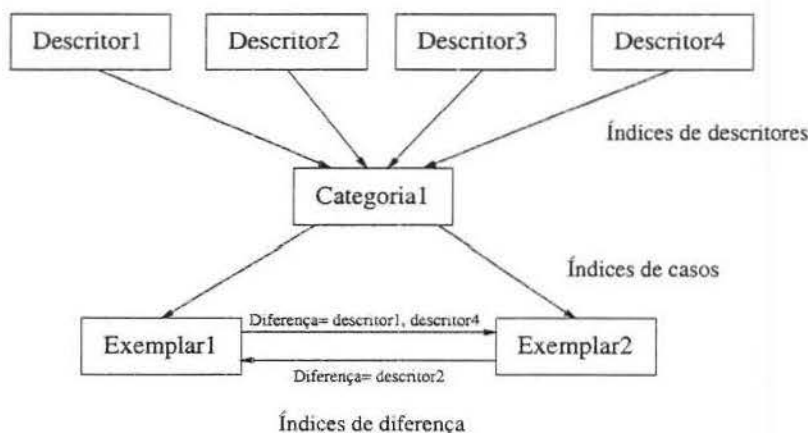 Descritor1 Descritor2 Descritor3 Descritor4
Índices de descritores
Categoria1
Índices de casos
Diferença= descritor1, descritor4
Exemplar1 Exemplar2
Diferença= descritor2
Índices de diferença